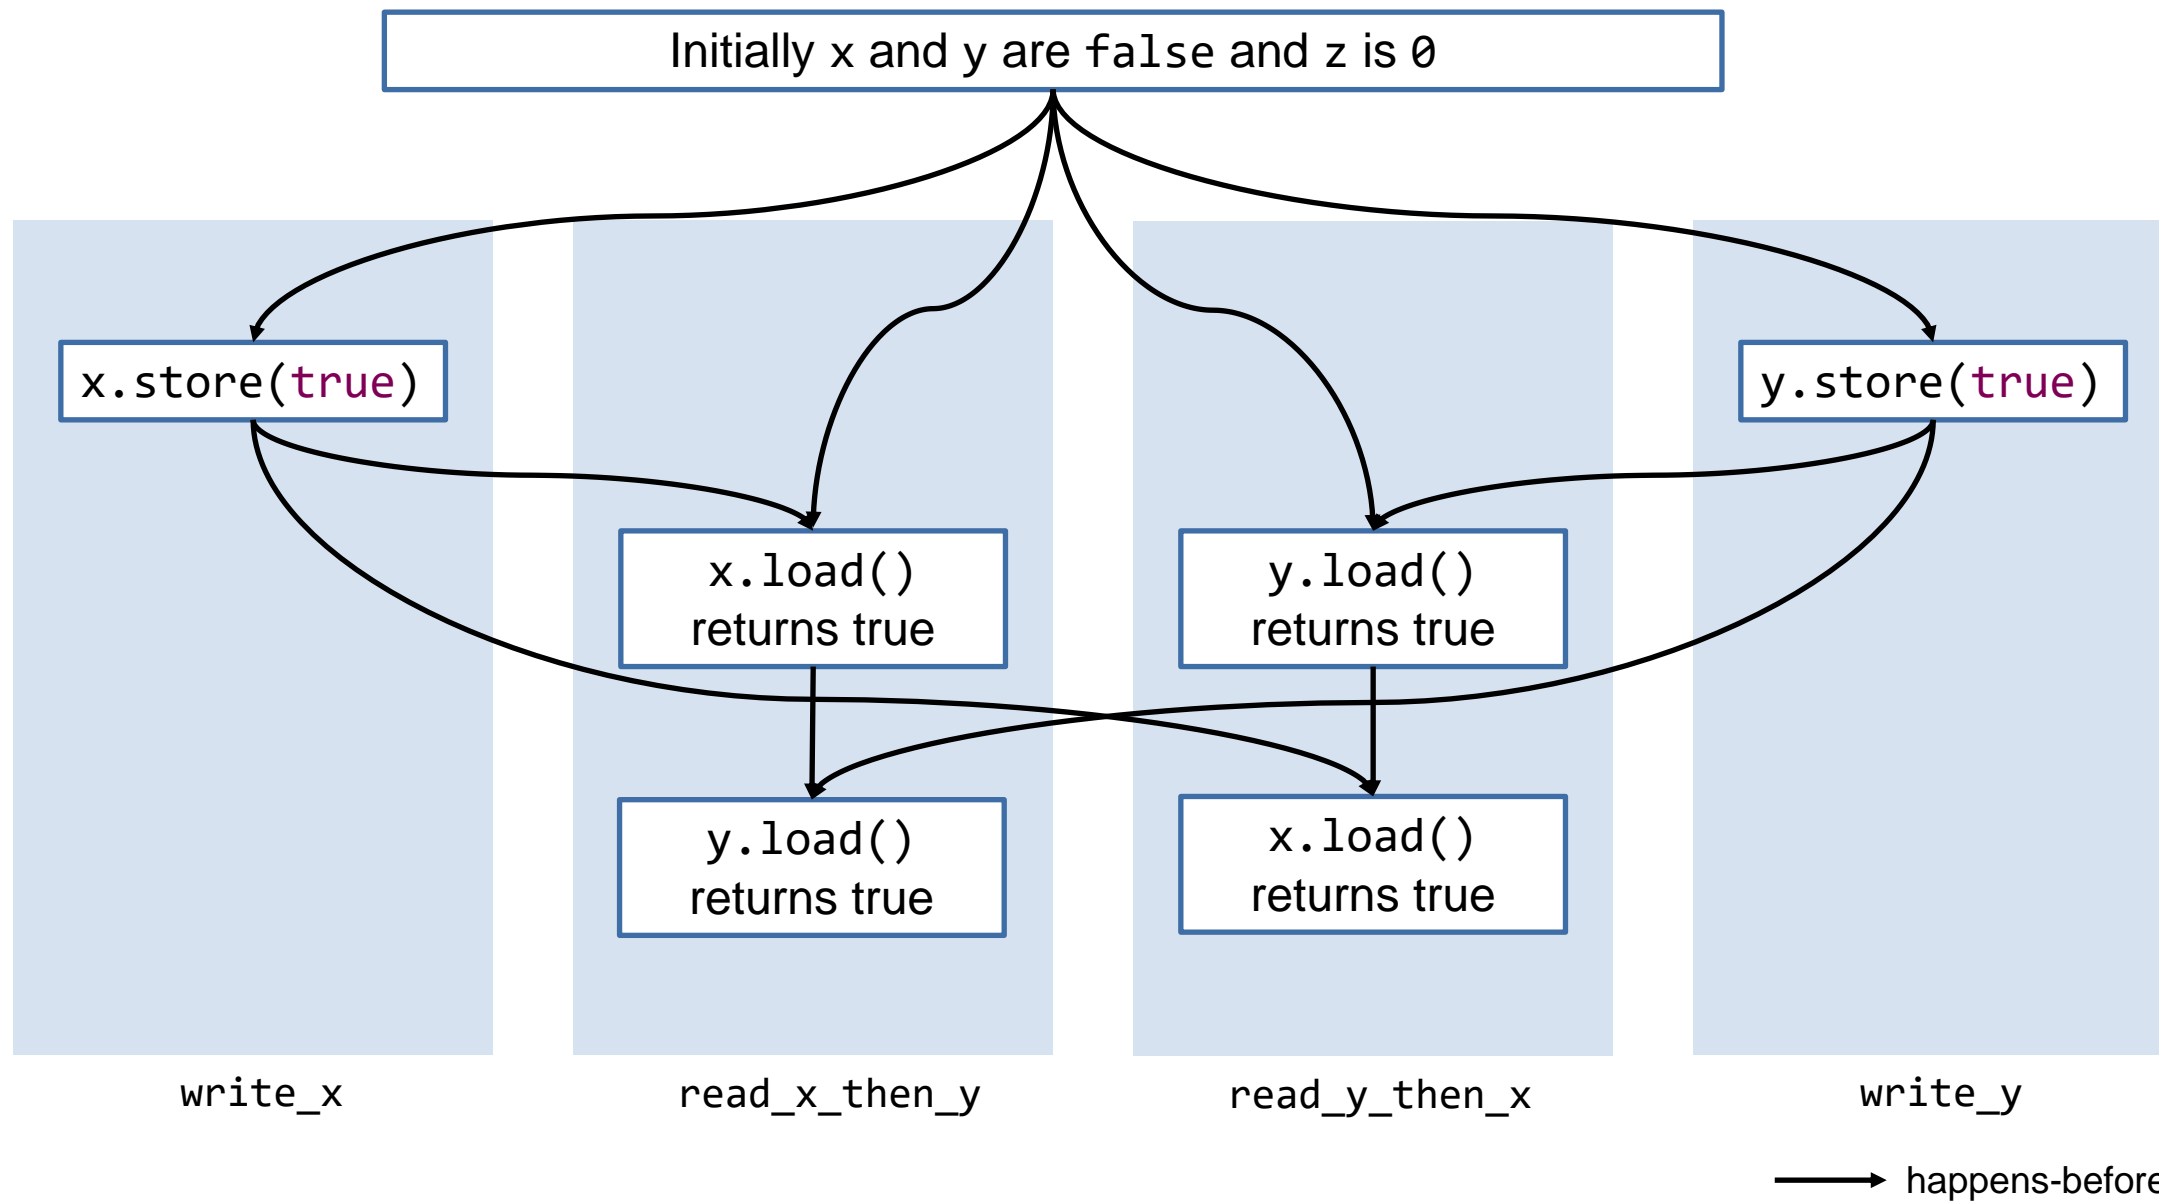 Initially x and y are false and z is 0
x.store(true)
y.store(true)
x.load()
returns true
y.load()
returns true
y.load()
returns true
x.load()
returns true
write_x
read_x_then_y
read_y_then_x
write_y
happens-before